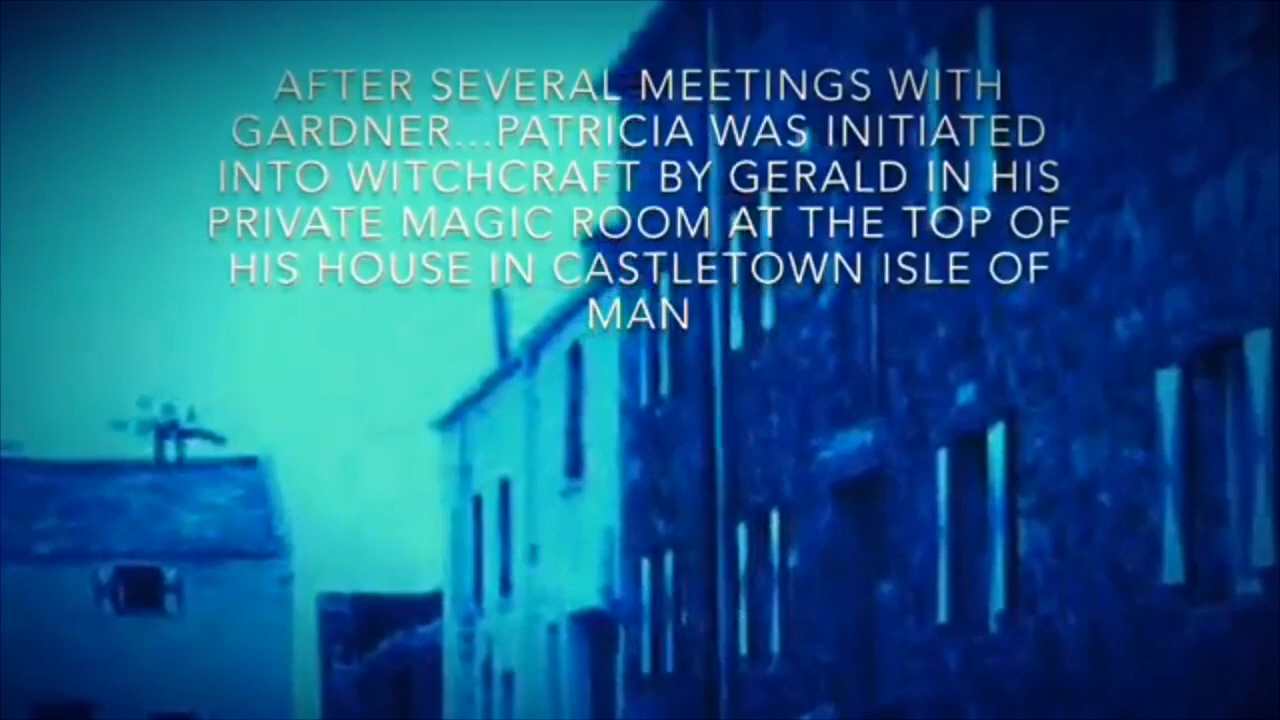 AFTER SEVERAL MEETINGS WITH
GARDNER...PATRICIA WAS INITIATED
INTO WITCHCRAFT BY GERALD IN HIS
PRIVATE MAGIC ROOM AT THE TOP OF
HIS HOUSE IN CASTLETOWN ISLE OF
MAN